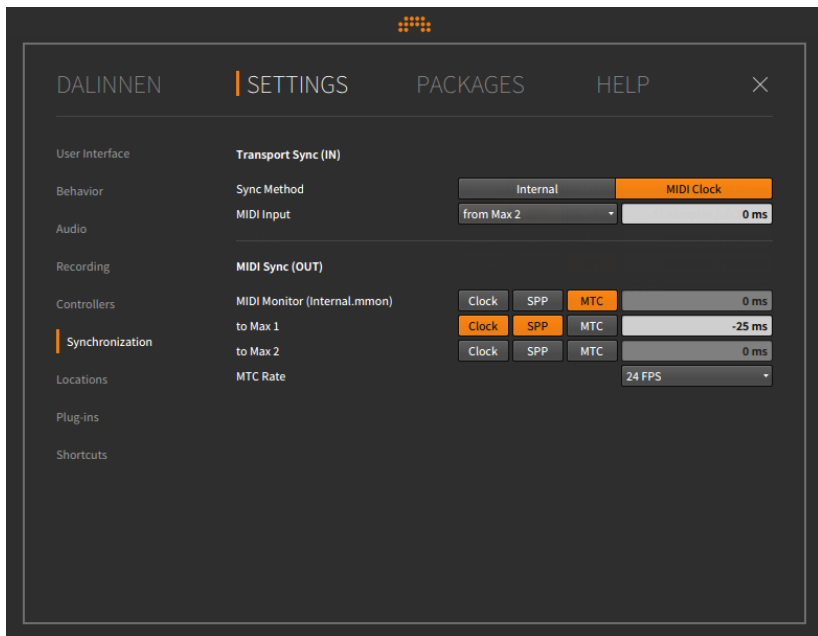 DALINNEN SETTINGS PACKAGES HELP
User Interface
Behavior
Audio
Recording
Controllers
Synchronization
Locations
Plug-ins
Shortcuts
Transport Sync (IN)
Sync Method Internal MIDI Clock
MIDI Input from Max 2 0 ms
MIDI Sync (OUT)
MIDI Monitor (Internal.mmon) Clock SPP MTC 0 ms
to Max 1 Clock SPP MTC -25 ms
to Max 2 Clock SPP MTC 0 ms
MTC Rate 24 FPS